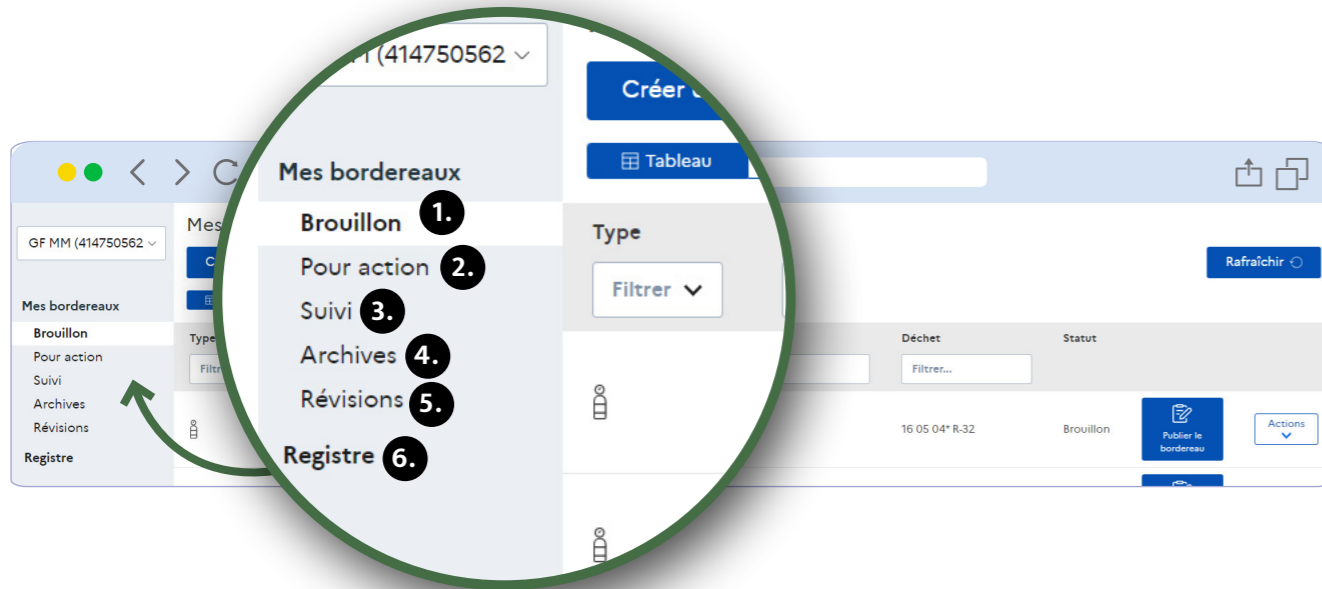 (414750562
Créer
Tableau
Mes bordereaux
Brouillon 1.
Pour action 2.
Suivi 3.
Archives 4.
Révisions 5.
Registre 6.
Type
Filtrer
GF MM (414750562
Mes
Rafraîchir
Mes bordereaux
Brouillon
Pour action
Suivi
Archives
Révisions
Registre
Type
Déchet
Statut
Filtrer...
16 05 04* R-32
Brouillon
Publier le
bordereau
Actions